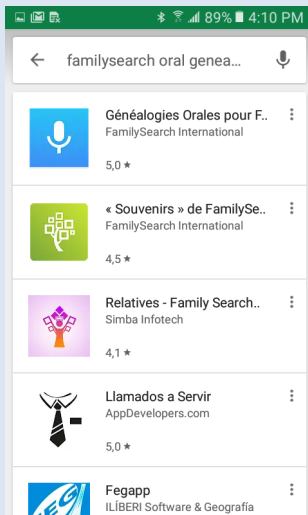 89% 4:10 PM
familysearch oral genea...
Généalogies Orales pour F..
FamilySearch International
5,0 ★
« Souvenirs » de FamilySe..
FamilySearch International
4,5 ★
Relatives - Family Search..
Simba Infotech
4,1 ★
Llamados a Servir
AppDevelopers.com
5,0 ★
Fegapp
ILÍBERI Software & Geografía